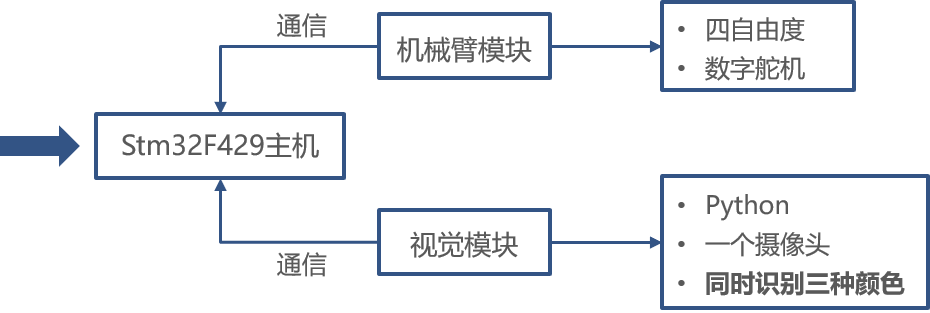 通信
机械臂模块
• 四自由度
• 数字舵机
Stm32F429主机
视觉模块
通信
• Python
• 一个摄像头
• 同时识别三种颜色